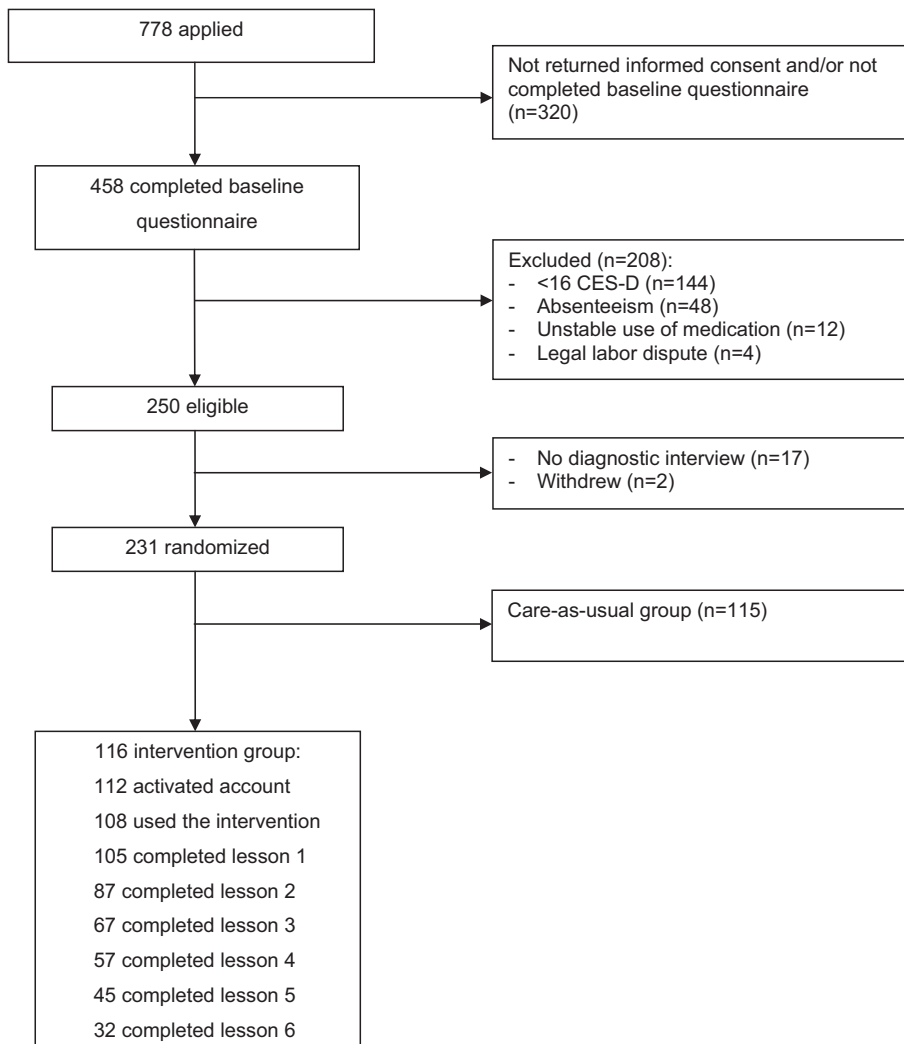 778 applied
Not returned informed consent and/or not
completed baseline questionnaire
(n=320)
458 completed baseline
questionnaire
Excluded (n=208):
- <16 CES-D (n=144)
- Absenteeism (n=48)
- Unstable use of medication (n=12)
- Legal labor dispute (n=4)
250 eligible
- No diagnostic interview (n=17)
- Withdrew (n=2)
231 randomized
Care-as-usual group (n=115)
116 intervention group:
112 activated account
108 used the intervention
105 completed lesson 1
87 completed lesson 2
67 completed lesson 3
57 completed lesson 4
45 completed lesson 5
32 completed lesson 6